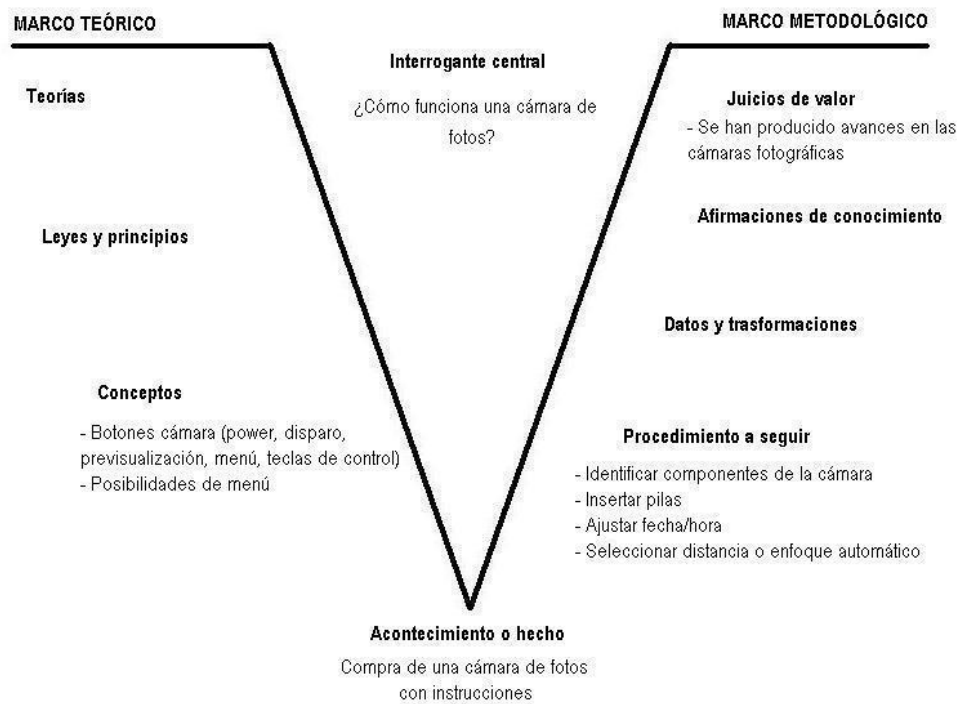 MARCO TEÓRICO
MARCO METODOLÓGICO
Interrogante central
¿Cómo funciona una cámara de
fotos?
Teorías
Leyes y principios
Conceptos
- Botones cámara (power, disparo,
previsualización, menú, teclas de control)
- Posibilidades de menú
Juicios de valor
- Se han producido avances en las
cámaras fotográficas
Afirmaciones de conocimiento
Datos y trasformaciones
Procedimiento a seguir
- Identificar componentes de la cámara
- Insertar pilas
- Ajustar fecha/hora
- Seleccionar distancia o enfoque automático
Acontecimiento o hecho
Compra de una cámara de fotos
con instrucciones